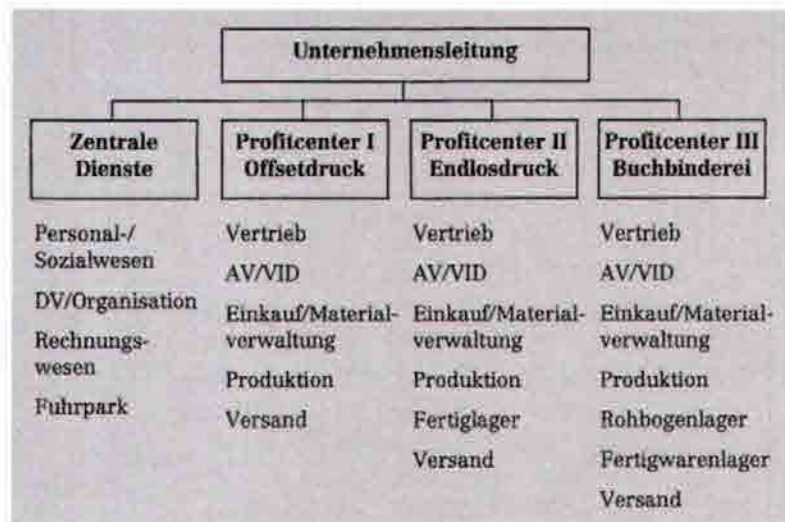 Unternehmensleitung
Zentrale
Dienste
Personal-/
Sozialwesen
DV/Organisation
Rechnungs-
wesen
Fuhrpark
Profitcenter I
Offsetdruck
Vertrieb
AV/VID
Einkauf/Material-
verwaltung
Produktion
Versand
Profitcenter II
Endlosdruck
Vertrieb
AV/VID
Einkauf/Material-
verwaltung
Produktion
Fertiglager
Versand
Profitcenter III
Buchbinderei
Vertrieb
AV/VID
Einkauf/Material-
verwaltung
Produktion
Rohbogenlager
Fertigwarenlager
Versand